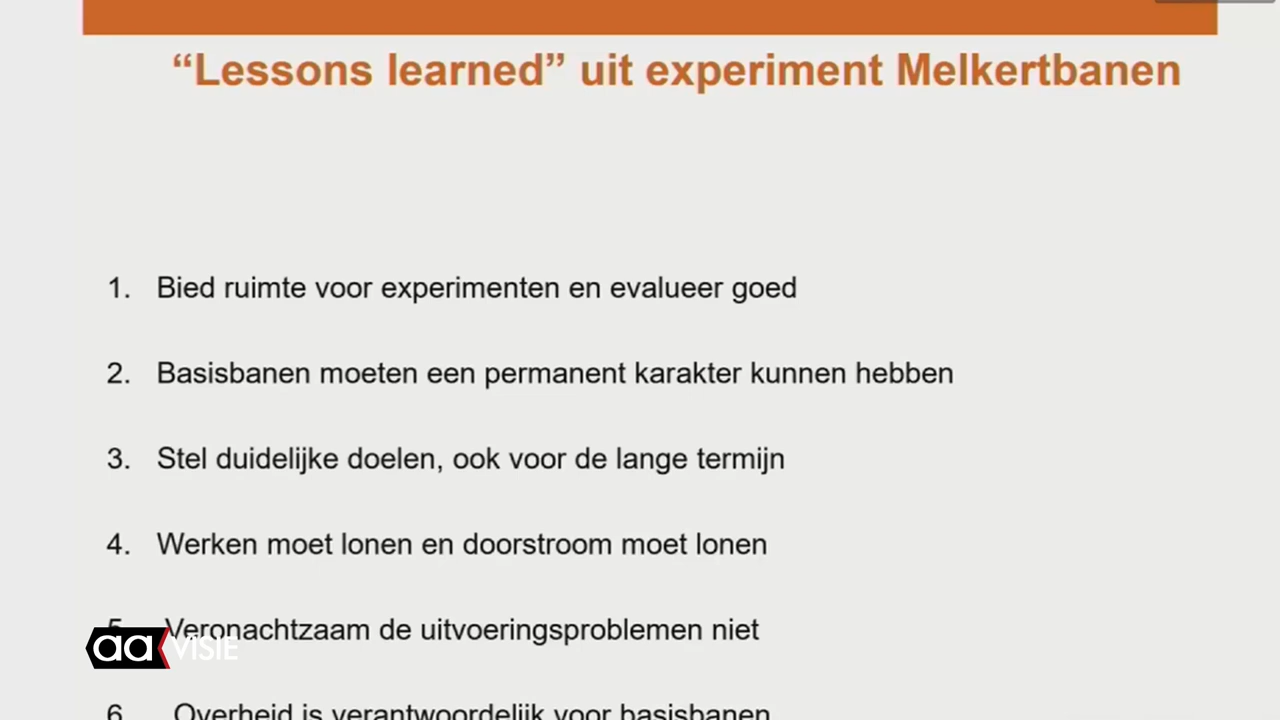 “Lessons learned” uit experiment Melkertbanen
1. Bied ruimte voor experimenten en evalueer goed
2. Basisbanen moeten een permanent karakter kunnen hebben
3. Stel duidelijke doelen, ook voor de lange termijn
4. Werken moet lonen en doorstroom moet lonen
5. Veronachtzaam de uitvoeringsproblemen niet
aa VISIE
6. Overheid is verantwoordelijk voor basisbanen